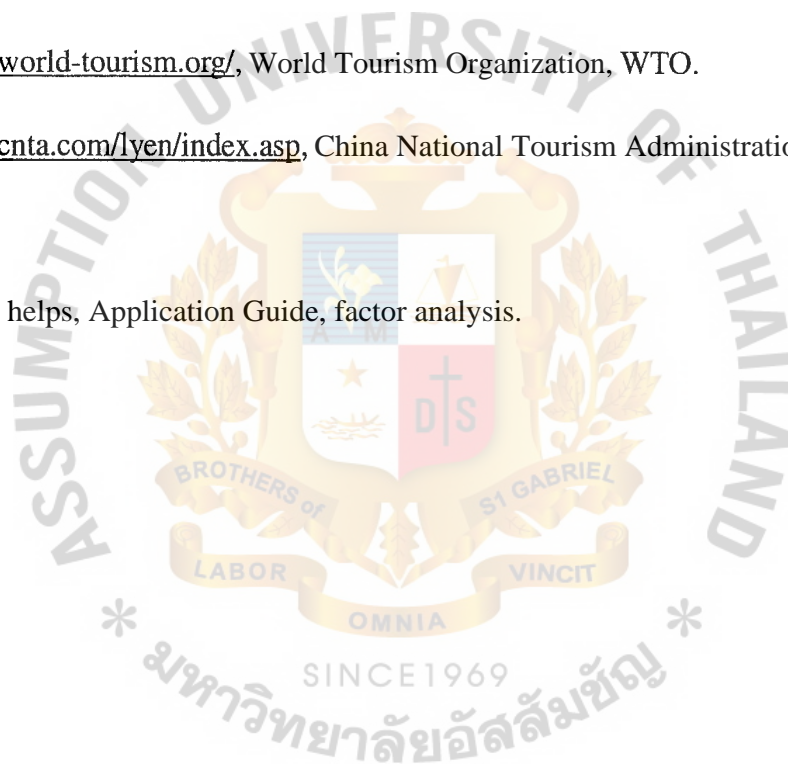 world-tourism.org/, World Tourism Organization, WTO.
cnta.com/lyen/index.asp, China National Tourism Administratio
helps, Application Guide, factor analysis.
ASSUMPTION UNIVERSITY OF THAILAND
A M
D S
BROTHERS of ST GABRIEL
LABOR VINCIT
OMNIA
SINCE1969
* มหาวิทยาลัยอัสสัมชัญ *